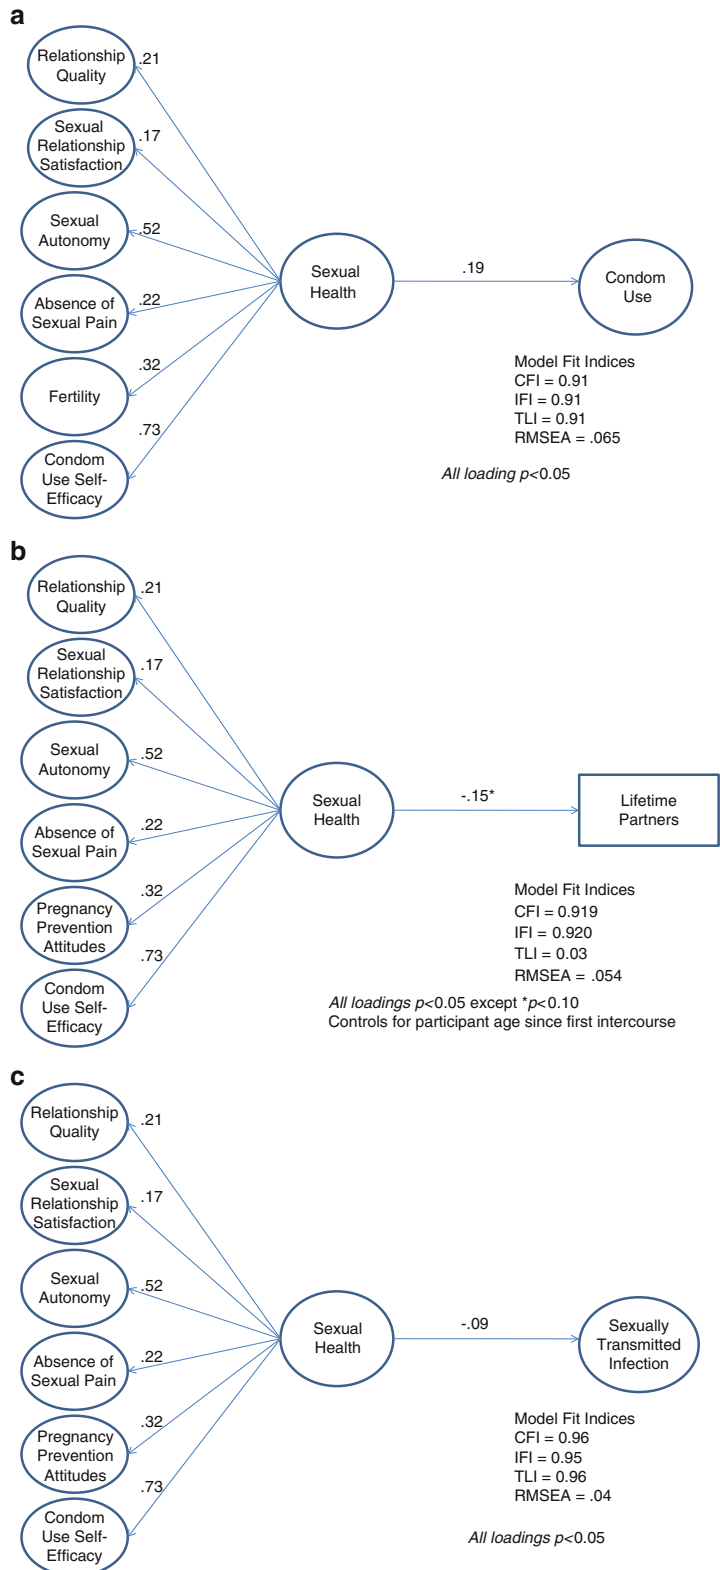 a
Relationship
Quality
.21
Sexual
Relationship
Satisfaction
.17
Sexual
Autonomy
.52
Absence of
Sexual Pain
.22
Fertility
.32
Condom
Use Self-
Efficacy
.73
Sexual
Health
.19
Condom
Use
Model Fit Indices
CFI = 0.91
IFI = 0.91
TLI = 0.91
RMSEA = .065
All loading p<0.05
b
Relationship
Quality
.21
Sexual
Relationship
Satisfaction
.17
Sexual
Autonomy
.52
Absence of
Sexual Pain
.22
Pregnancy
Prevention
Attitudes
.32
Condom
Use Self-
Efficacy
.73
Sexual
Health
-.15*
Lifetime
Partners
Model Fit Indices
CFI = 0.919
IFI = 0.920
TLI = 0.03
RMSEA = .054
All loadings p<0.05 except *p<0.10
Controls for participant age since first intercourse
c
Relationship
Quality
.21
Sexual
Relationship
Satisfaction
.17
Sexual
Autonomy
.52
Absence of
Sexual Pain
.22
Pregnancy
Prevention
Attitudes
.32
Condom
Use Self-
Efficacy
.73
Sexual
Health
-.09
Sexually
Transmitted
Infection
Model Fit Indices
CFI = 0.96
IFI = 0.95
TLI = 0.96
RMSEA = .04
All loadings p<0.05